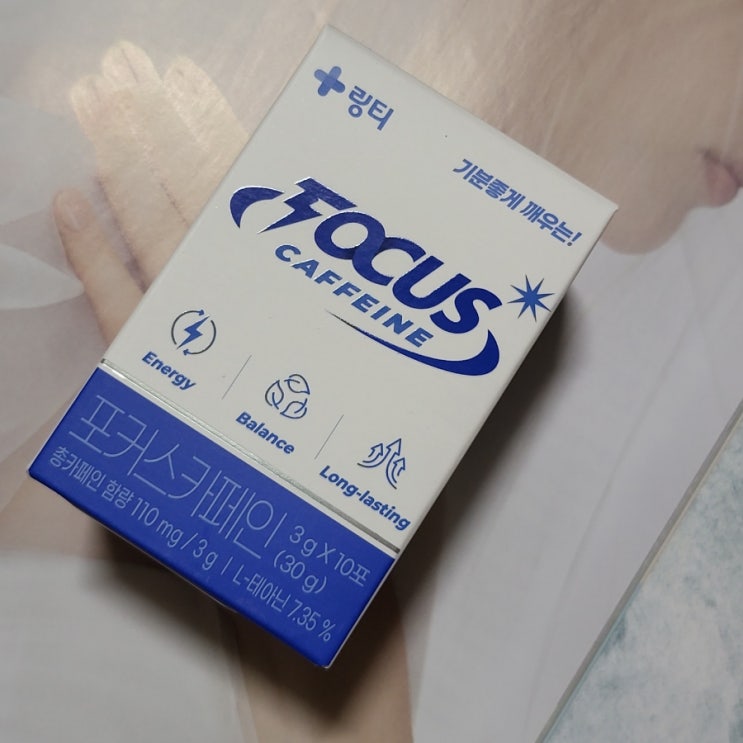 링티
기분좋게 깨우는!
FOCUS
CAFFEINE
Energy
Balance
Long-lasting
포커스카페인 3g X 10포
(30g)
총카페인 함량 110 mg / 3g | L-테아닌 7.35 %